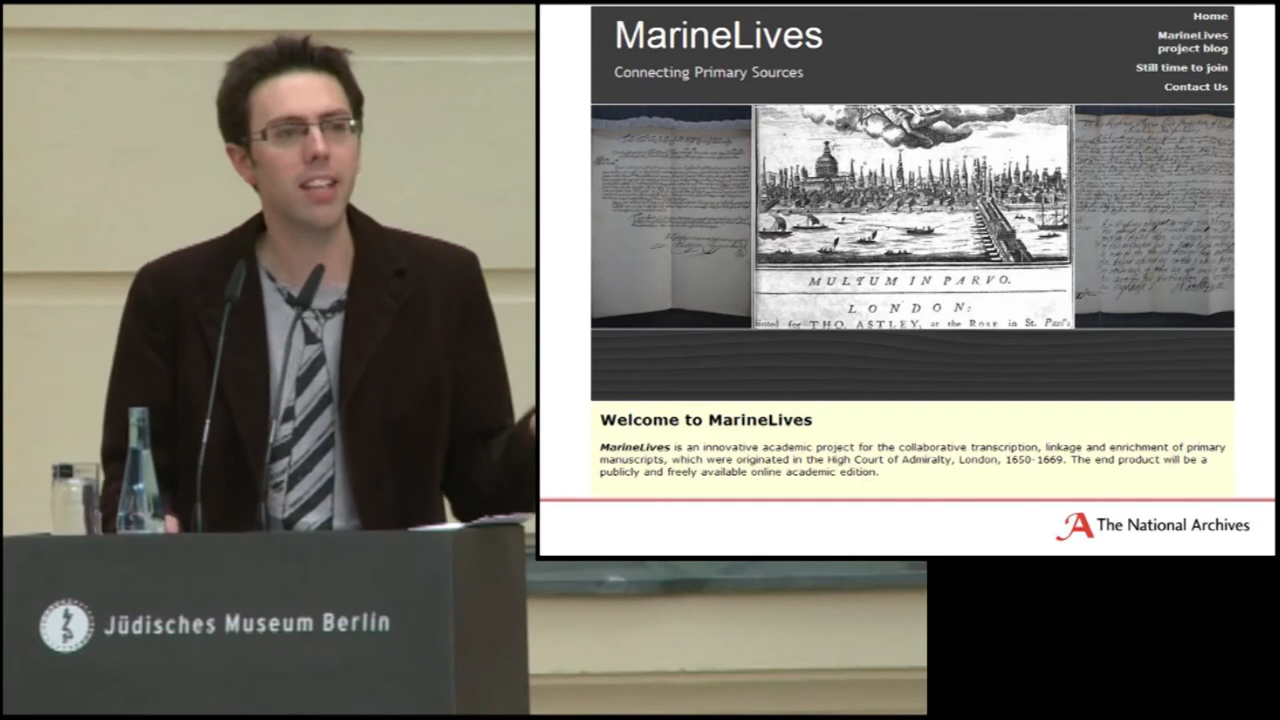 MarineLives
Connecting Primary Sources
Home
MarineLives
project blog
Still time to join
Contact Us
MULTUM IN PARVO.
LONDON:
for THO. ASTLEY, at the Rose in St. Paul's
Welcome to MarineLives
MarineLives is an innovative academic project for the collaborative transcription, linkage and enrichment of primary
manuscripts, which were originated in the High Court of Admiralty, London, 1650-1669. The end product will be a
publicly and freely available online academic edition.
The National Archives
Jüdisches Museum Berlin